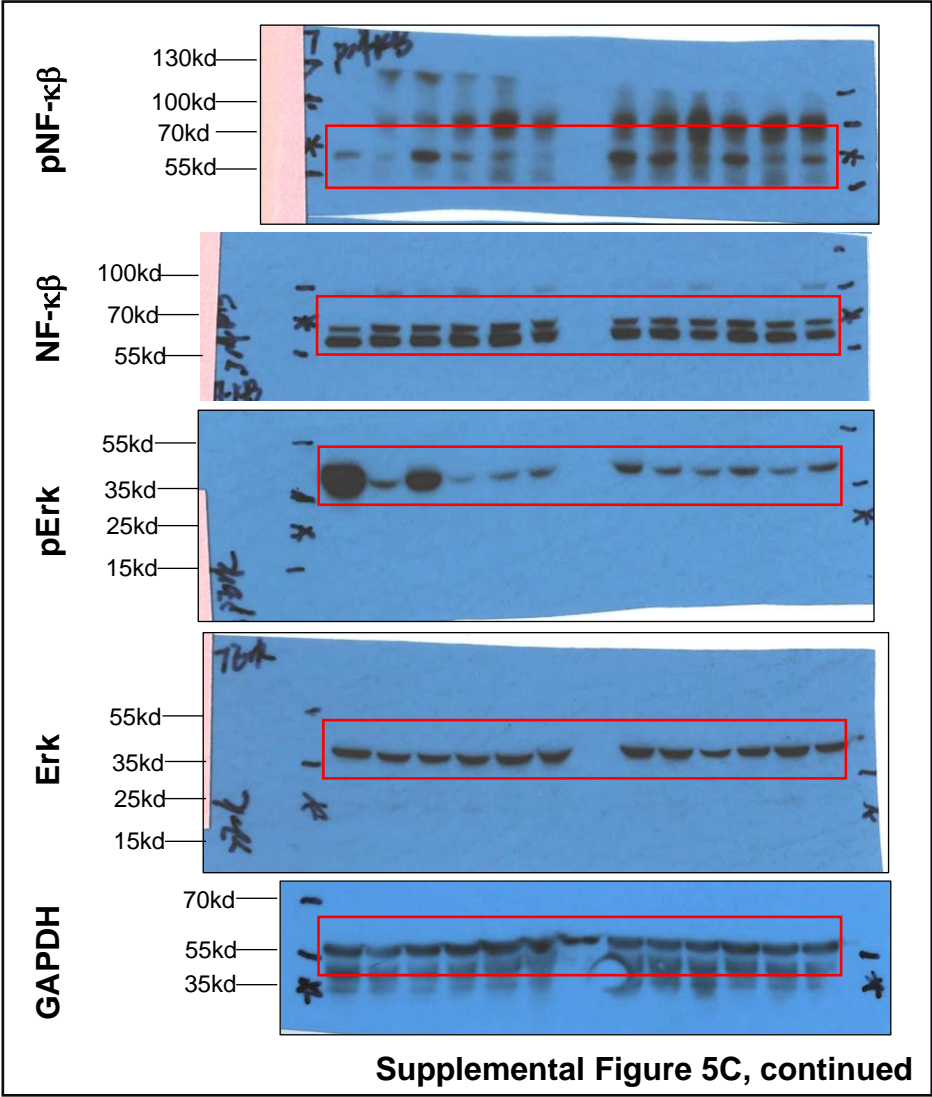 pNF-κβ
130kd
100kd
70kd
55kd
NF-κβ
100kd
70kd
55kd
pErk
55kd
35kd
25kd
15kd
Erk
55kd
35kd
25kd
15kd
GAPDH
70kd
55kd
35kd
Supplemental Figure 5C, continued